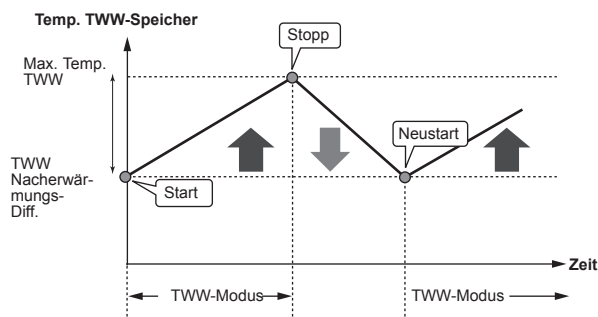 Temp. TWW-Speicher
Stopp
Max. Temp.
TWW
Neustart
TWW
Nacherwär-
mungs-
Diff.
Start
Zeit
TWW-Modus
TWW-Modus